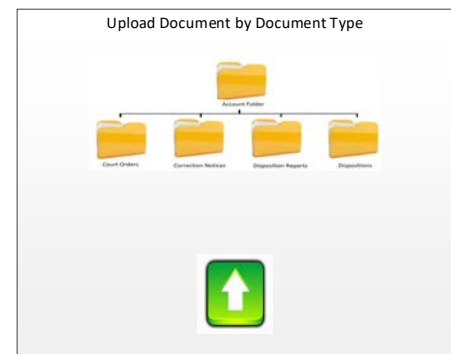 Upload Document by Document Type
Account Folder
Court Orders Correction Notices Disposition Reports Dispositions